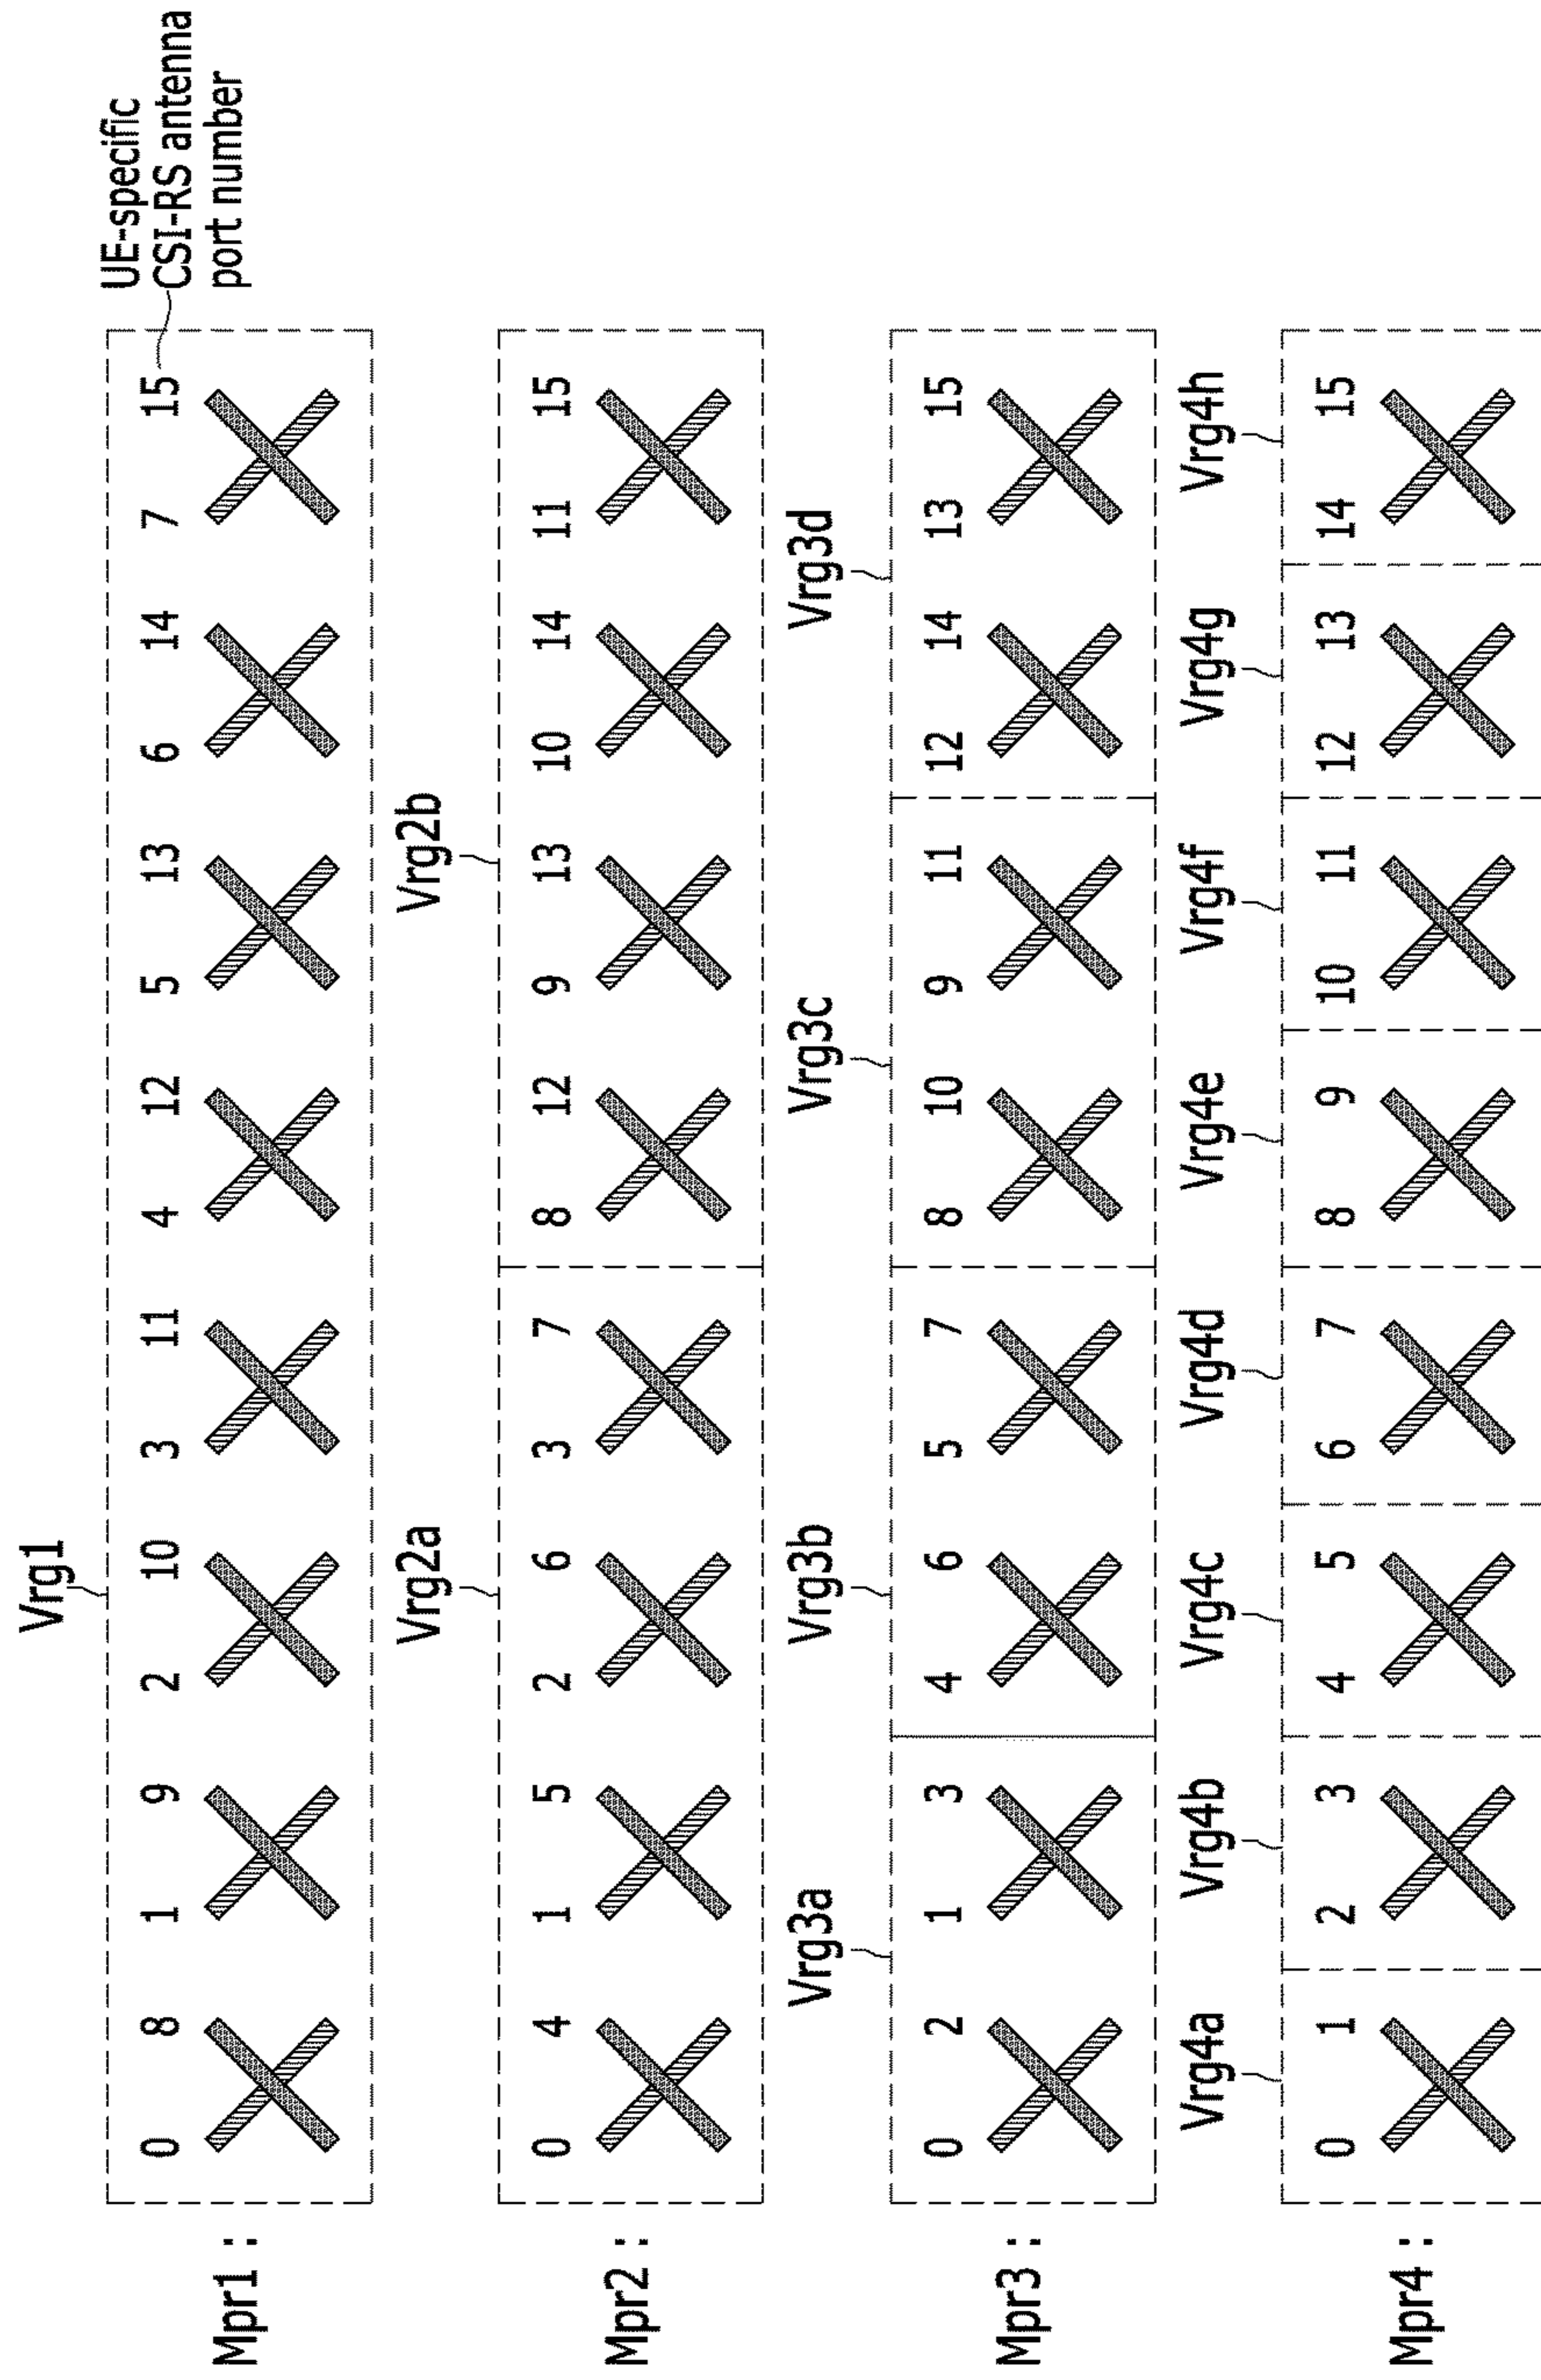 UE-specific
CSI-RS antenna
port number
Vrg1
Mpr1 : 0 8 1 9 2 10 3 11 4 12 5 13 6 14 7 15
Vrg2a Vrg2b
Mpr2 : 0 4 1 5 2 6 3 7 8 12 9 13 10 14 11 15
Vrg3a Vrg3b Vrg3c Vrg3d
Mpr3 : 0 2 1 3 4 6 5 7 8 10 9 11 12 14 13 15
Vrg4a Vrg4b Vrg4c Vrg4d Vrg4e Vrg4f Vrg4g Vrg4h
Mpr4 : 0 1 2 3 4 5 6 7 8 9 10 11 12 13 14 15